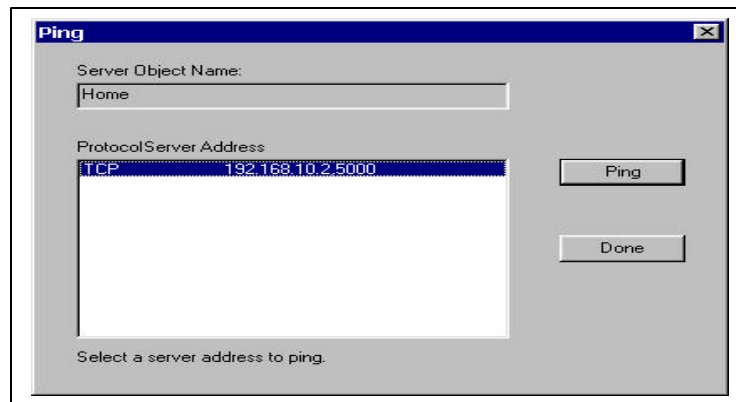 Ping
Server Object Name:
Home
ProtocolServer Address
TCP 192.168.10.2,5000
Ping
Done
Select a server address to ping.